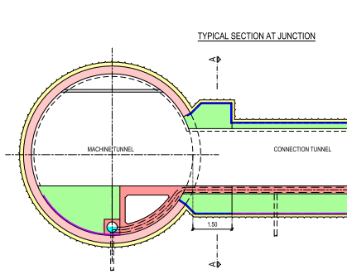 TYPICAL SECTION AT JUNCTION
A
MACHINE TUNNEL
CONNECTION TUNNEL
1.50
A